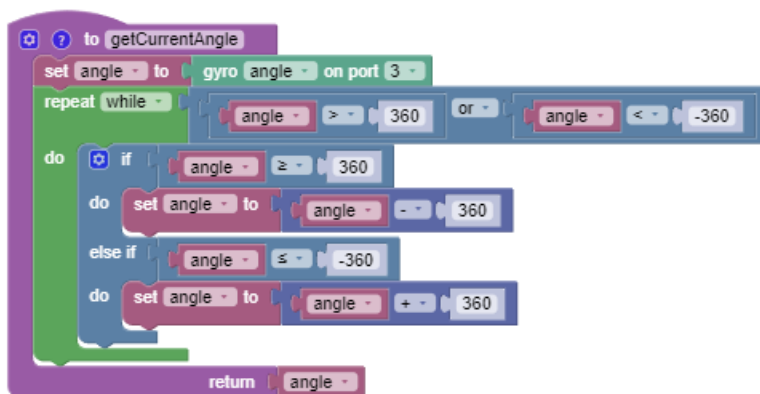 ? to getCurrentAngle
set angle to gyro angle on port 3
repeat while angle > 360 or angle < -360
do if angle ≥ 360
do set angle to angle - 360
else if angle ≤ -360
do set angle to angle + 360
return angle